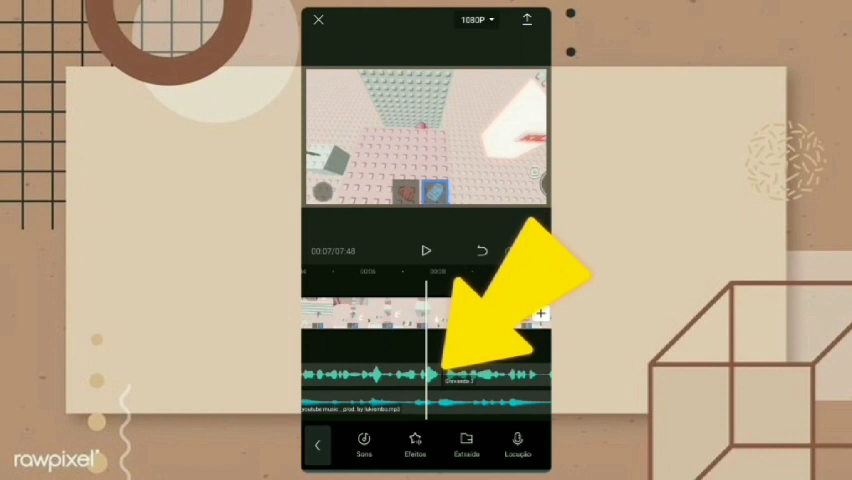 1080P
00:07/07:48
00:06
00:08
youtube music _ prod. by lukrembo.mp3
Sons
Efeitos
Extraído
Locução
rawpixel